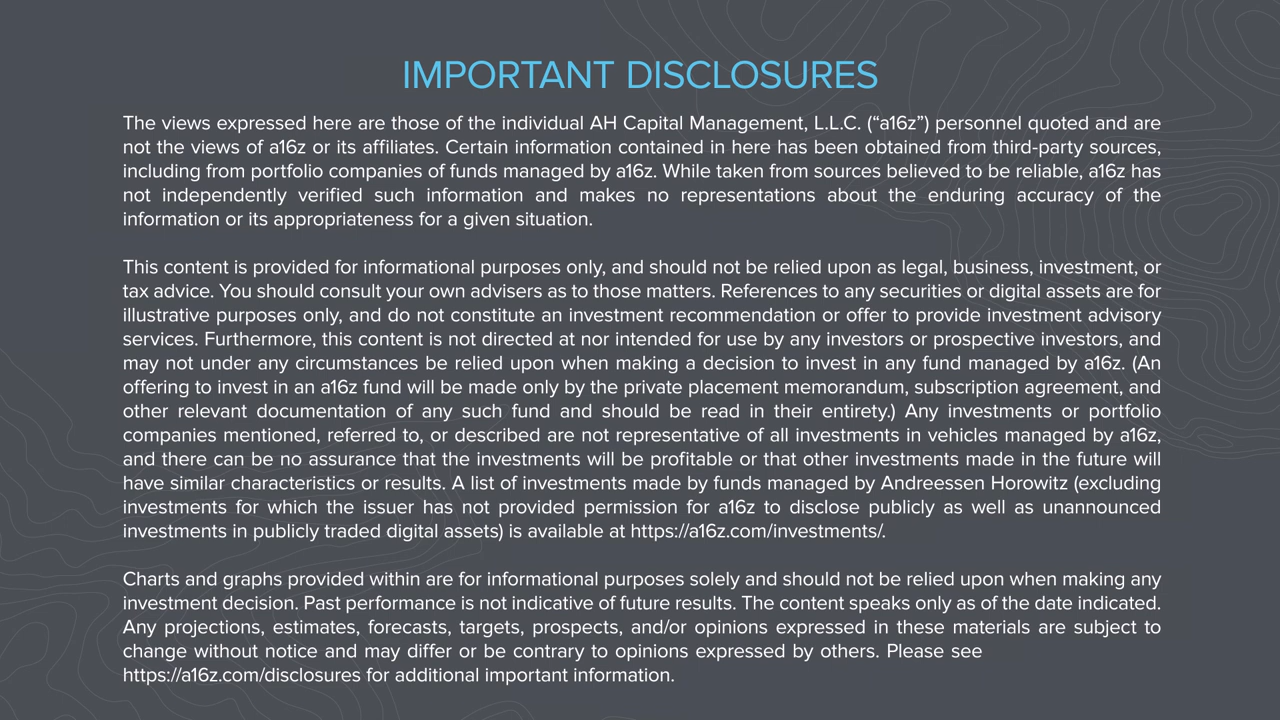 IMPORTANT DISCLOSURES
The views expressed here are those of the individual AH Capital Management, L.L.C. (“a16z”) personnel quoted and are
not the views of a16z or its affiliates. Certain information contained in here has been obtained from third-party sources,
including from portfolio companies of funds managed by a16z. While taken from sources believed to be reliable, a16z has
not independently verified such information and makes no representations about the enduring accuracy of the
information or its appropriateness for a given situation.
This content is provided for informational purposes only, and should not be relied upon as legal, business, investment, or
tax advice. You should consult your own advisers as to those matters. References to any securities or digital assets are for
illustrative purposes only, and do not constitute an investment recommendation or offer to provide investment advisory
services. Furthermore, this content is not directed at nor intended for use by any investors or prospective investors, and
may not under any circumstances be relied upon when making a decision to invest in any fund managed by a16z. (An
offering to invest in an a16z fund will be made only by the private placement memorandum, subscription agreement, and
other relevant documentation of any such fund and should be read in their entirety.) Any investments or portfolio
companies mentioned, referred to, or described are not representative of all investments in vehicles managed by a16z,
and there can be no assurance that the investments will be profitable or that other investments made in the future will
have similar characteristics or results. A list of investments made by funds managed by Andreessen Horowitz (excluding
investments for which the issuer has not provided permission for a16z to disclose publicly as well as unannounced
investments in publicly traded digital assets) is available at https://a16z.com/investments/.
Charts and graphs provided within are for informational purposes solely and should not be relied upon when making any
investment decision. Past performance is not indicative of future results. The content speaks only as of the date indicated.
Any projections, estimates, forecasts, targets, prospects, and/or opinions expressed in these materials are subject to
change without notice and may differ or be contrary to opinions expressed by others. Please see
https://a16z.com/disclosures for additional important information.